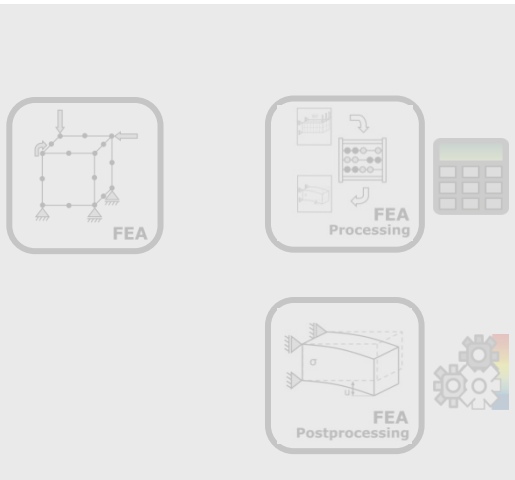 FEA
FEA
Processing
σ
u
FEA
Postprocessing